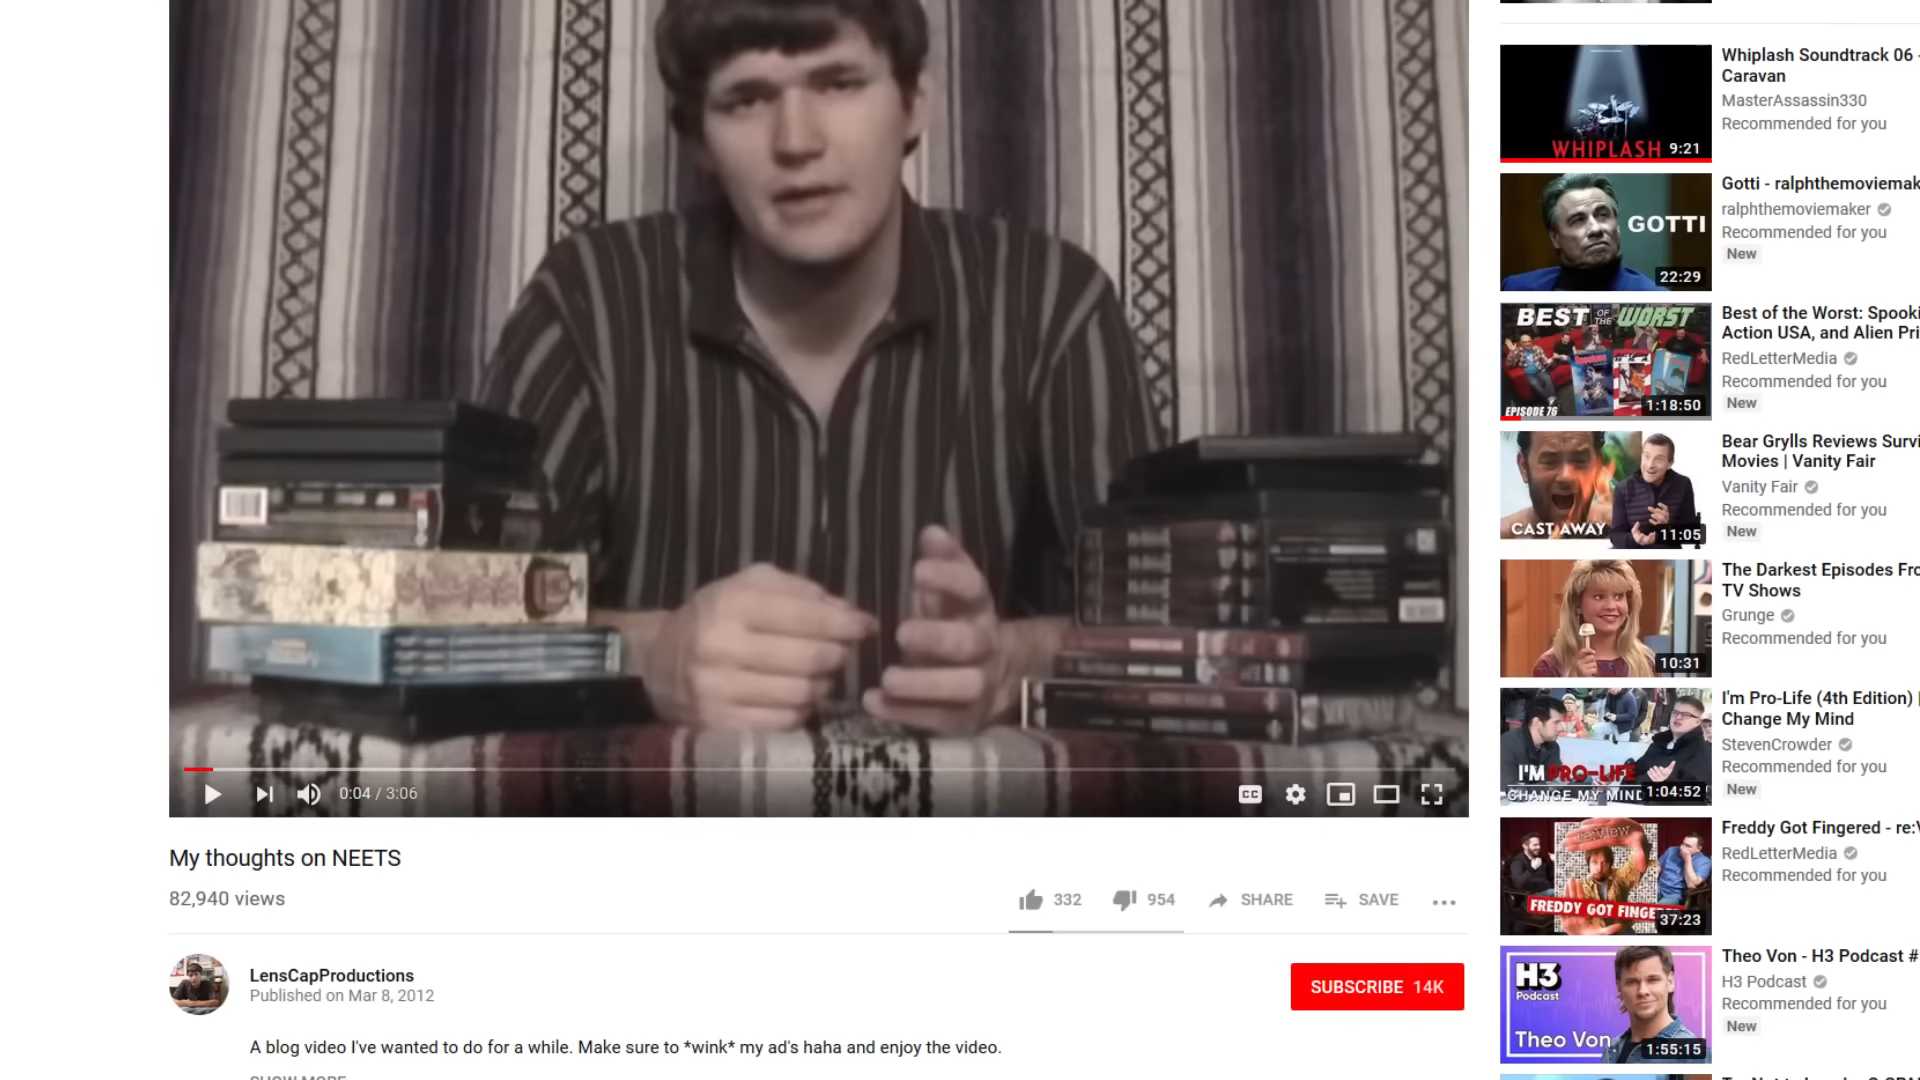 0:04 / 3:06
CC
My thoughts on NEETS
82,940 views
332
954
SHARE
SAVE
LensCapProductions
Published on Mar 8, 2012
SUBSCRIBE 14K
A blog video I've wanted to do for a while. Make sure to *wink* my ad's haha and enjoy the video.
SHOW MORE
WHIPLASH 9:21
Whiplash Soundtrack 06 -
Caravan
MasterAssassin330
Recommended for you
GOTTI
22:29
Gotti - ralphthemoviemak
ralphthemoviemaker
Recommended for you
New
BEST OF THE WORST
EPISODE 76
1:18:50
Best of the Worst: Spooki
Action USA, and Alien Pri
RedLetterMedia
Recommended for you
New
CAST AWAY
11:05
Bear Grylls Reviews Survi
Movies | Vanity Fair
Vanity Fair
Recommended for you
New
10:31
The Darkest Episodes Fro
TV Shows
Grunge
Recommended for you
I'M PRO-LIFE
CHANGE MY MIND
1:04:52
I'm Pro-Life (4th Edition) |
Change My Mind
StevenCrowder
Recommended for you
New
re:View
FREDDY GOT FINGE
37:23
Freddy Got Fingered - re:V
RedLetterMedia
Recommended for you
H3
Podcast
Theo Von
1:55:15
Theo Von - H3 Podcast #
H3 Podcast
Recommended for you
New